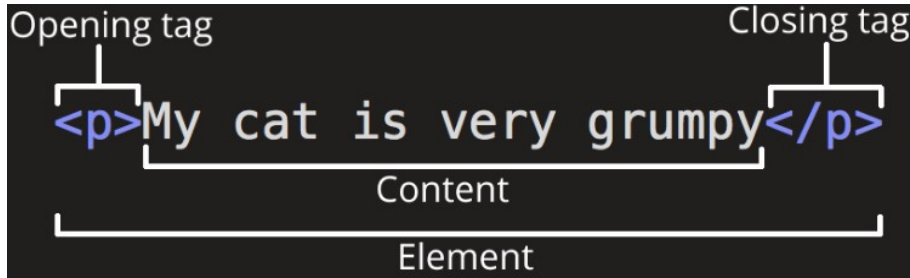 Opening tag Closing tag
<p>My cat is very grumpy</p>
Content
Element